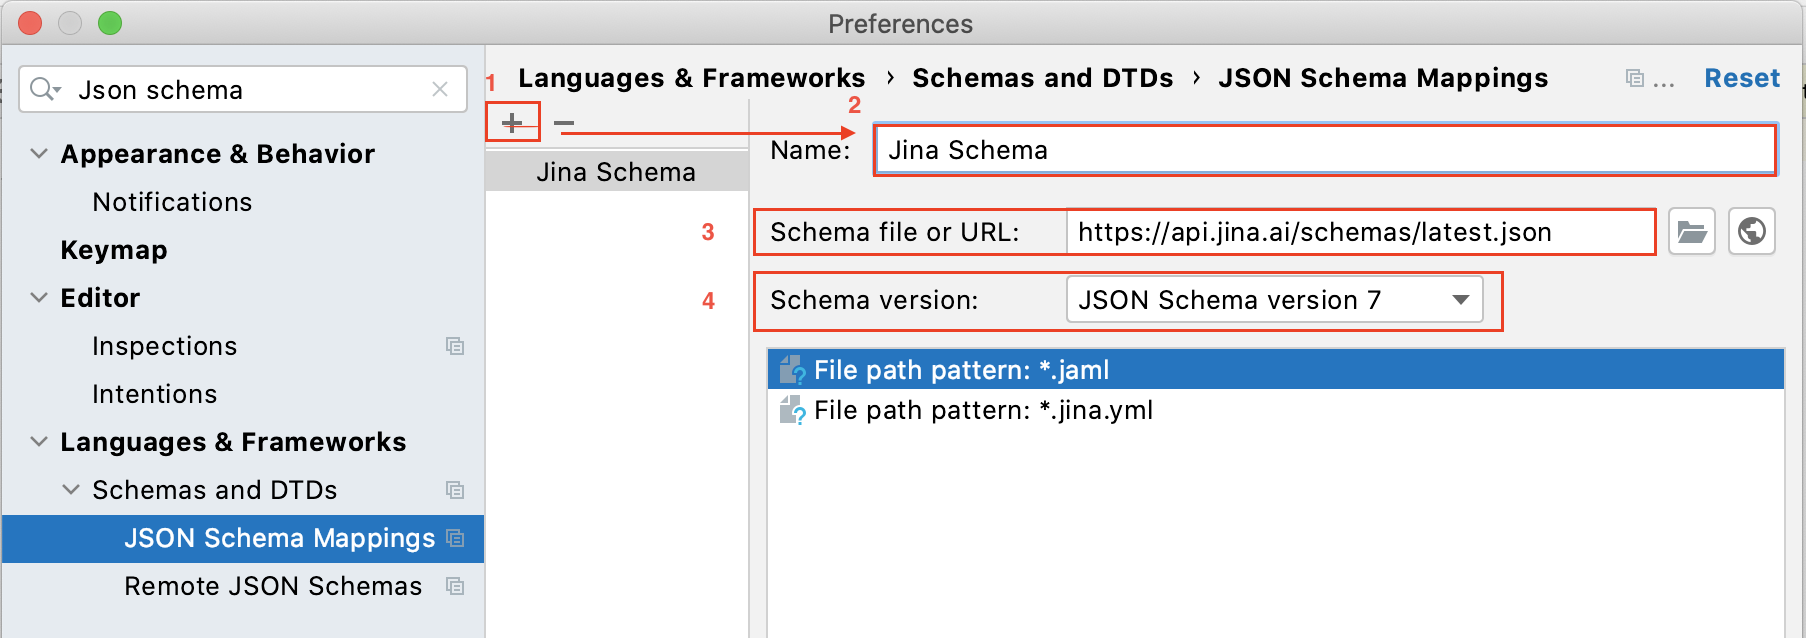 Preferences
Json schema
Appearance & Behavior
Notifications
Keymap
Editor
Inspections
Intentions
Languages & Frameworks
Schemas and DTDs
JSON Schema Mappings
Remote JSON Schemas
1
Languages & Frameworks › Schemas and DTDs › JSON Schema Mappings
... Reset
+ −
2
Jina Schema
Name: Jina Schema
3
Schema file or URL: https://api.jina.ai/schemas/latest.json
4
Schema version: JSON Schema version 7
File path pattern: *.jaml
File path pattern: *.jina.yml